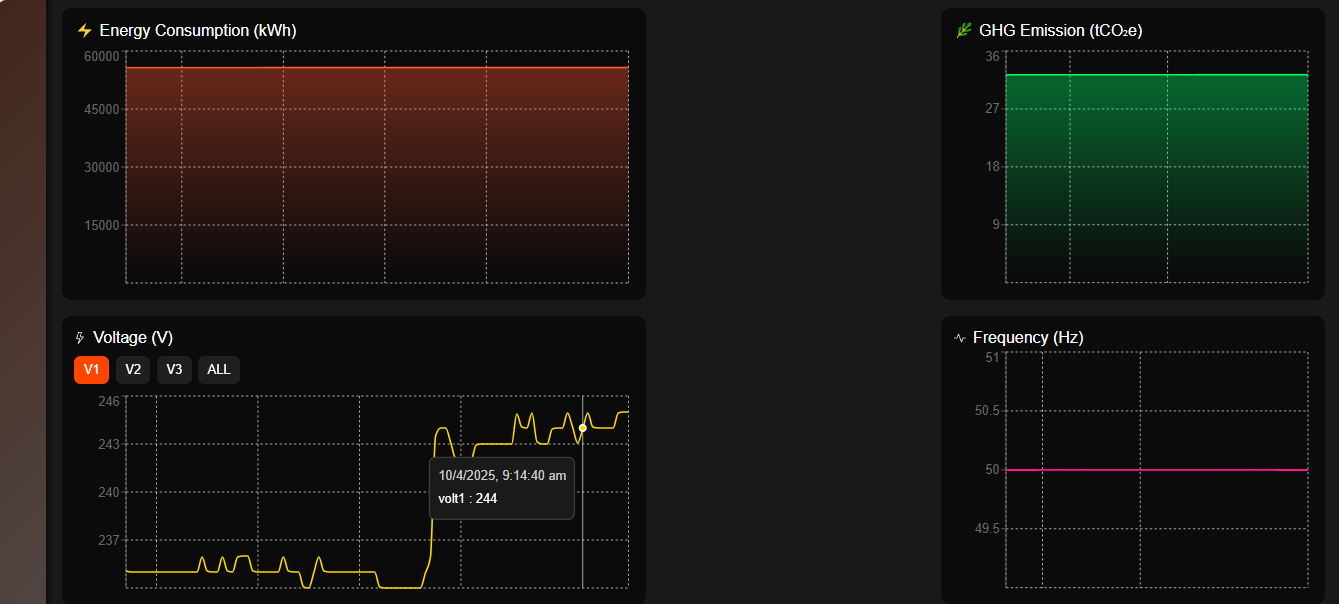 Energy Consumption (kWh)
60000
45000
30000
15000
GHG Emission (tCO₂e)
36
27
18
9
Voltage (V)
V1 V2 V3 ALL
246
243
240
237
10/4/2025, 9:14:40 am
volt1 : 244
Frequency (Hz)
51
50.5
50
49.5